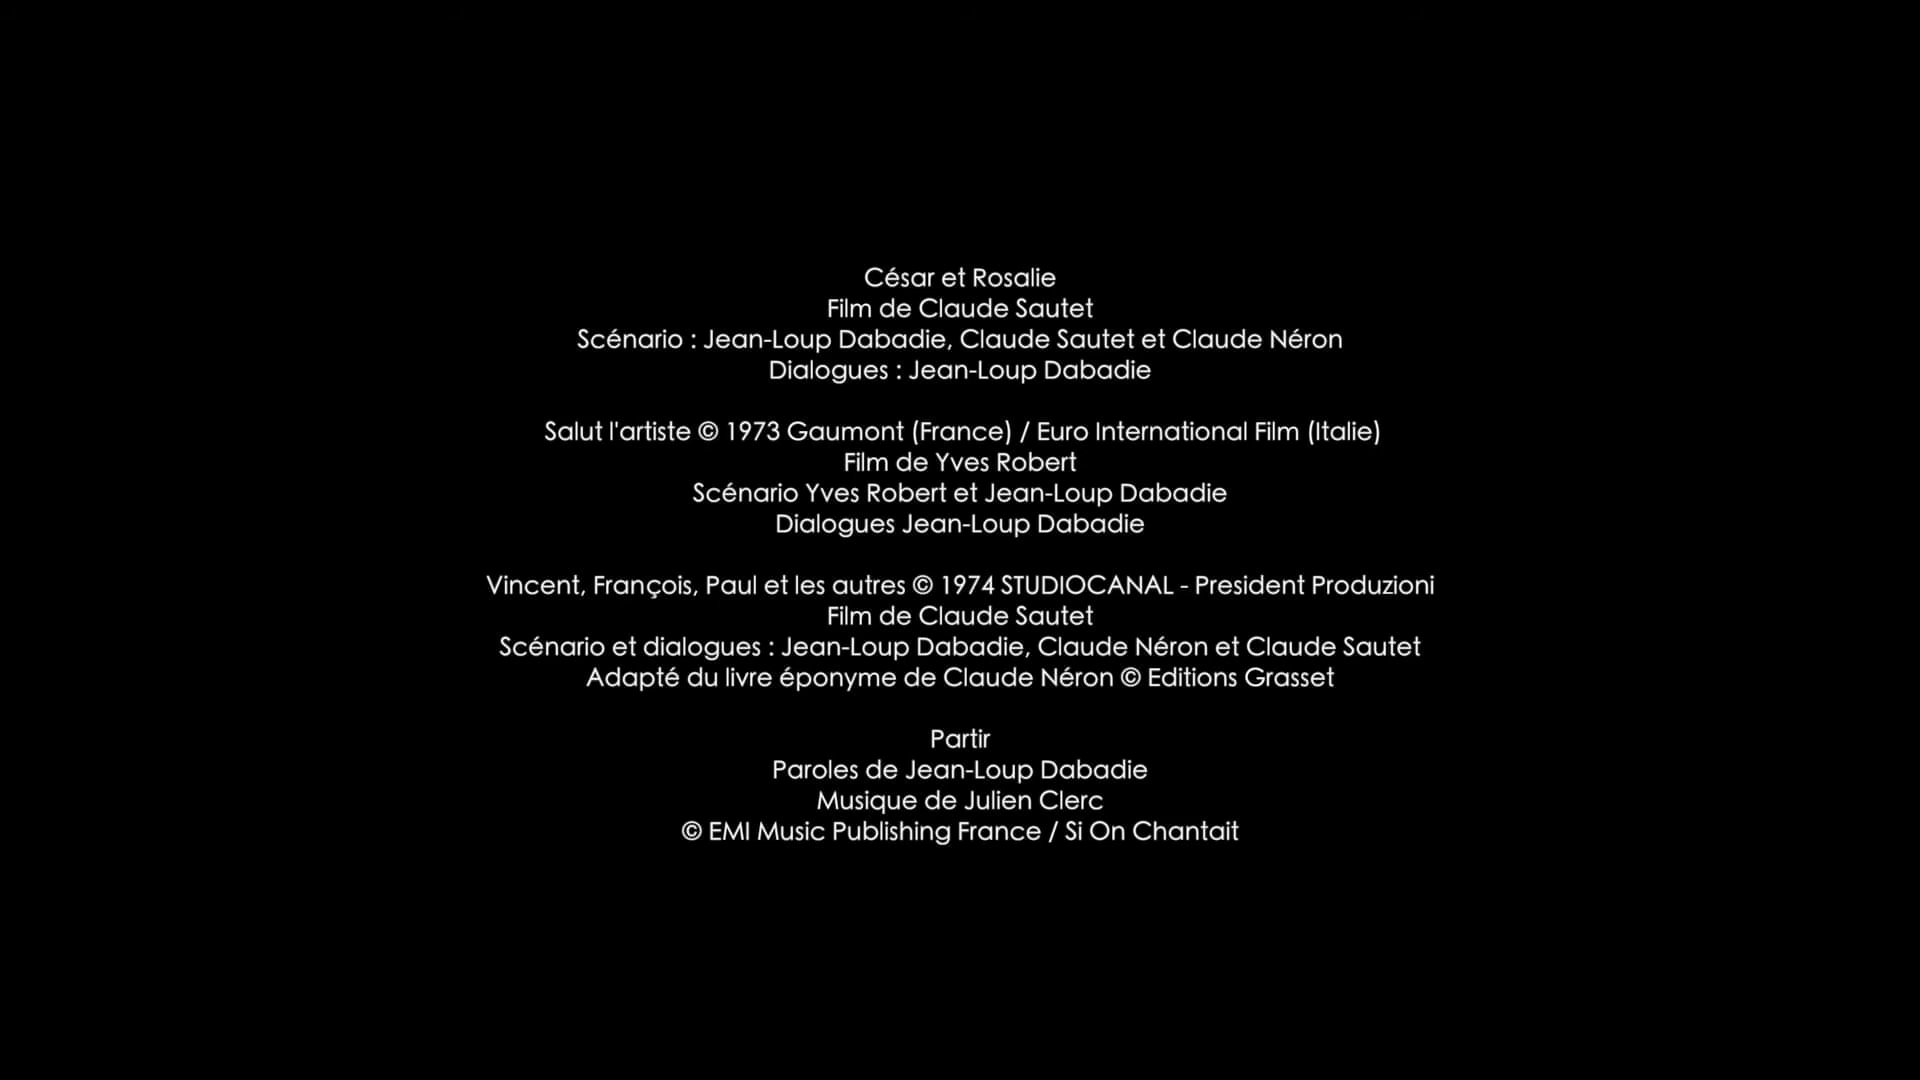 César et Rosalie
Film de Claude Sautet
Scénario : Jean-Loup Dabadie, Claude Sautet et Claude Néron
Dialogues : Jean-Loup Dabadie
Salut l'artiste © 1973 Gaumont (France) / Euro International Film (Italie)
Film de Yves Robert
Scénario Yves Robert et Jean-Loup Dabadie
Dialogues Jean-Loup Dabadie
Vincent, François, Paul et les autres © 1974 STUDIOCANAL - President Produzioni
Film de Claude Sautet
Scénario et dialogues : Jean-Loup Dabadie, Claude Néron et Claude Sautet
Adapté du livre éponyme de Claude Néron © Editions Grasset
Partir
Paroles de Jean-Loup Dabadie
Musique de Julien Clerc
© EMI Music Publishing France / Si On Chantait